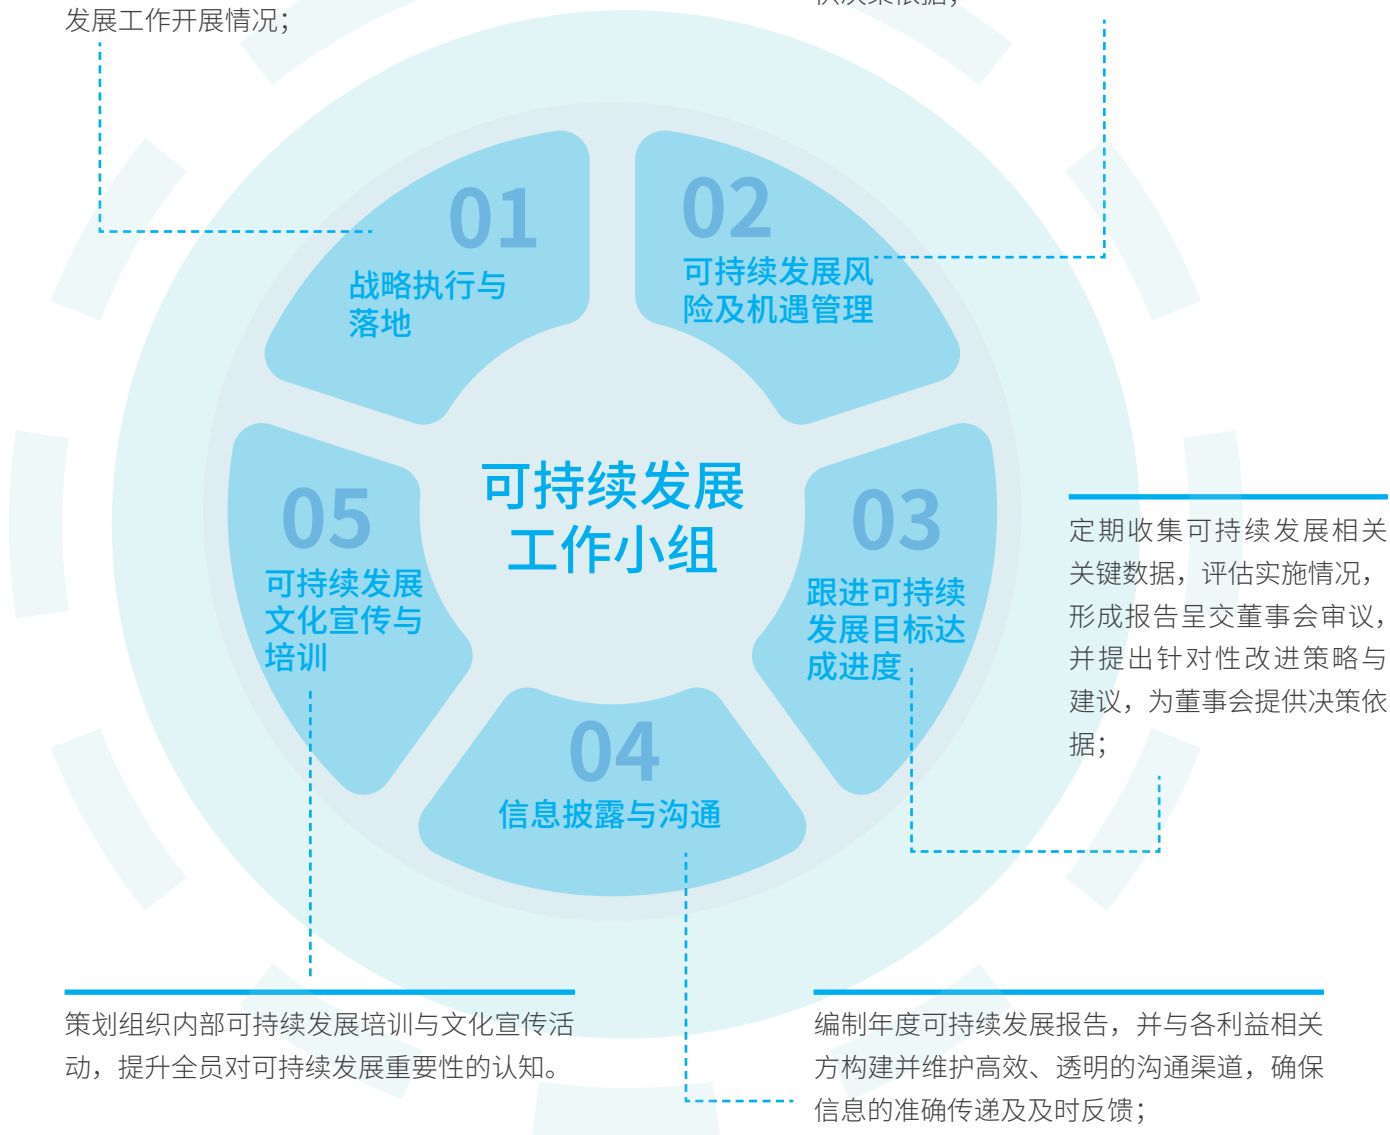 发展工作开展情况；
01
战略执行与
落地
02
可持续发展风
险及机遇管理
可持续发展
工作小组
03
跟进可持续
发展目标达
成进度
定期收集可持续发展相关
关键数据，评估实施情况，
形成报告呈交董事会审议，
并提出针对性改进策略与
建议，为董事会提供决策依
据；
05
可持续发展
文化宣传与
培训
04
信息披露与沟通
策划组织内部可持续发展培训与文化宣传活
动，提升全员对可持续发展重要性的认知。
编制年度可持续发展报告，并与各利益相关
方构建并维护高效、透明的沟通渠道，确保
信息的准确传递及及时反馈；